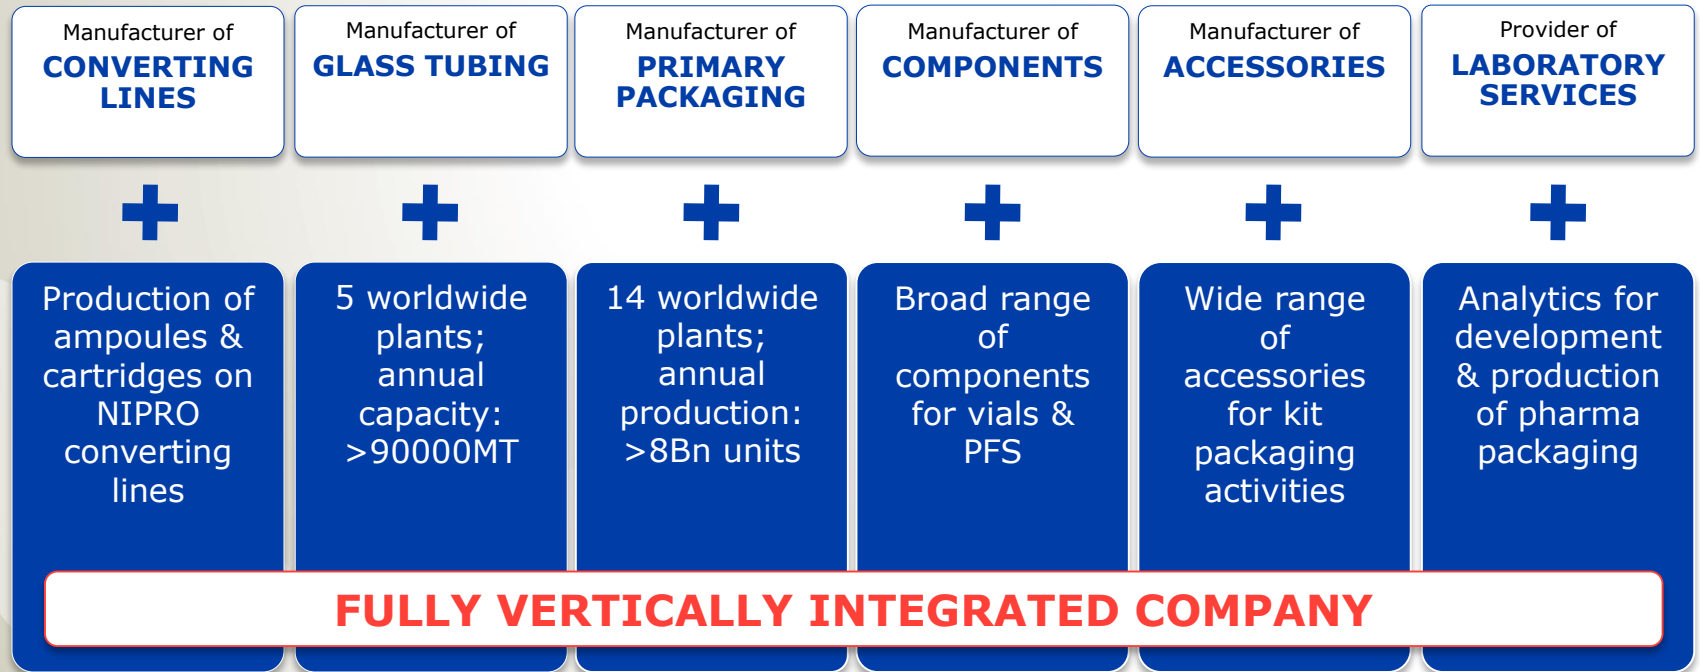 Manufacturer of
CONVERTING
LINES
Manufacturer of
GLASS TUBING
Manufacturer of
PRIMARY
PACKAGING
Manufacturer of
COMPONENTS
Manufacturer of
ACCESSORIES
Provider of
LABORATORY
SERVICES
Production of
ampoules &
cartridges on
NIPRO
converting
lines
5 worldwide
plants;
annual
capacity:
>90000MT
14 worldwide
plants;
annual
production:
>8Bn units
Broad range
of
components
for vials &
PFS
Wide range
of
accessories
for kit
packaging
activities
Analytics for
development
& production
of pharma
packaging
FULLY VERTICALLY INTEGRATED COMPANY